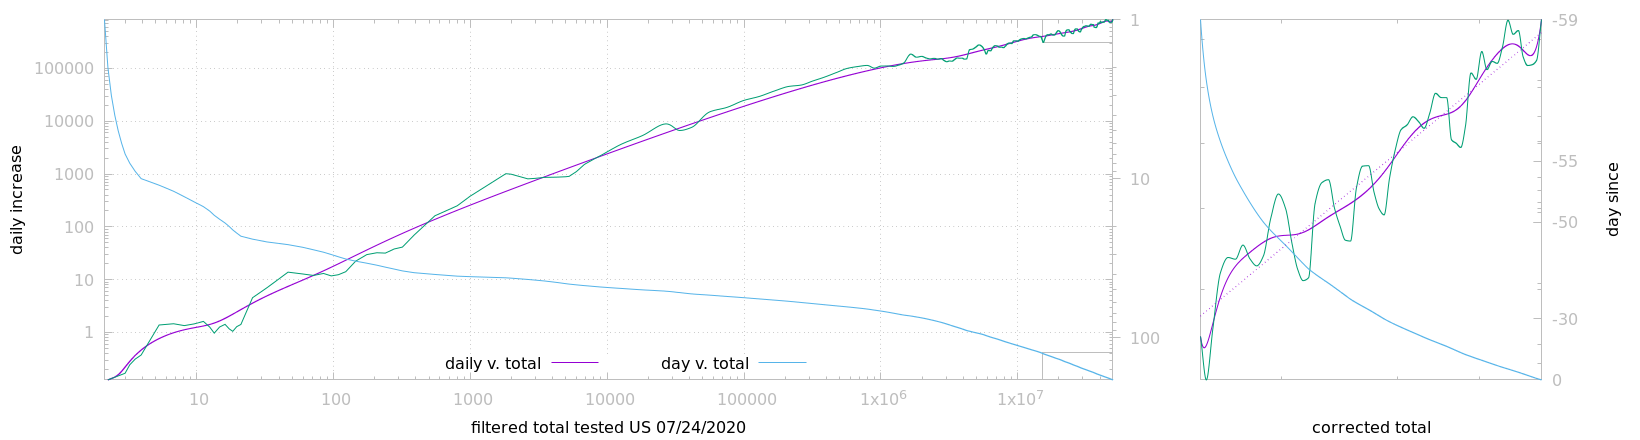 daily increase
100000
10000
1000
100
10
1
10
100
1000
10000
100000
1x10^6
1x10^7
1
10
100
daily v. total
day v. total
filtered total tested US 07/24/2020
-59
-55
-50
-30
0
day since
corrected total